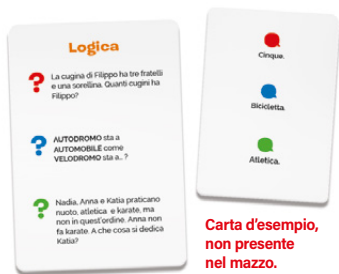 Logica
La cugina di Filippo ha tre fratelli
e una sorellina. Quanti cugini ha
Filippo?
AUTODROMO sta a
AUTOMOBILE come
VELODROMO sta a...?
Nadia, Anna e Katia praticano
nuoto, atletica e karate, ma
non in quest'ordine. Anna non
fa karate. A che cosa si dedica
Katia?
Cinque.
Bicicletta.
Atletica.
Carta d'esempio,
non presente
nel mazzo.